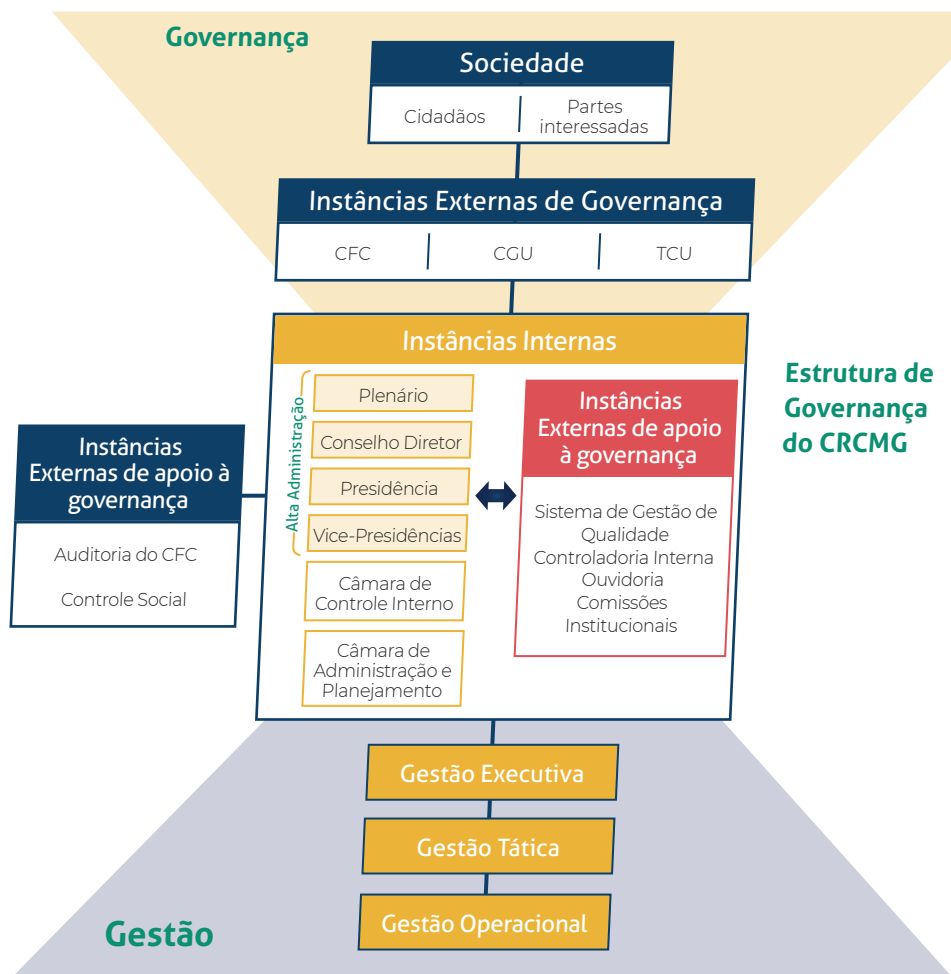 Governança
Sociedade
Cidadãos
Partes
interessadas
Instâncias Externas de Governança
CFC
CGU
TCU
Instâncias Internas
Alta Administração
Plenário
Conselho Diretor
Presidência
Vice-Presidências
Câmara de
Controle Interno
Câmara de
Administração e
Planejamento
Instâncias
Externas de apoio
à governança
Sistema de Gestão de
Qualidade
Controladoria Interna
Ouvidoria
Comissões
Institucionais
Estrutura de
Governança
do CRCMG
Instâncias
Externas de apoio à
governança
Auditoria do CFC
Controle Social
Gestão Executiva
Gestão Tática
Gestão Operacional
Gestão